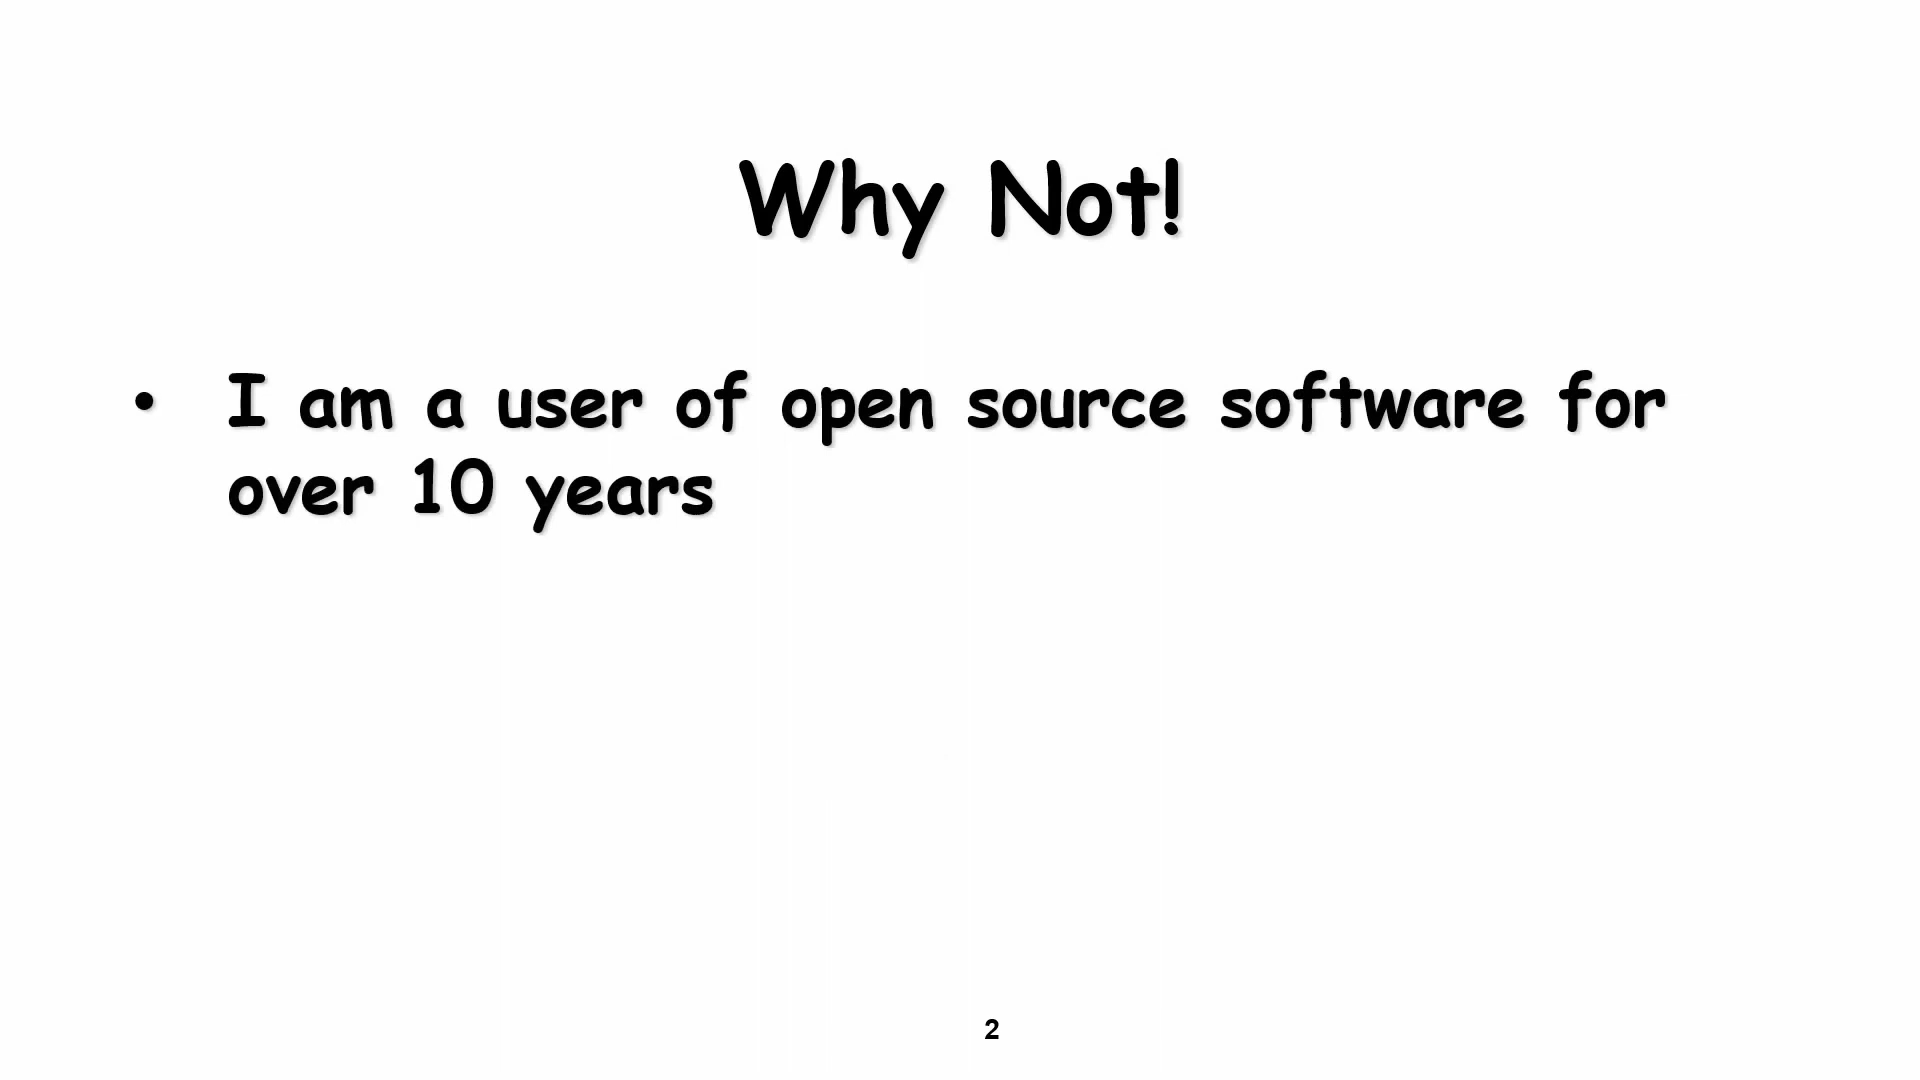 Why Not!
• I am a user of open source software for
over 10 years
2